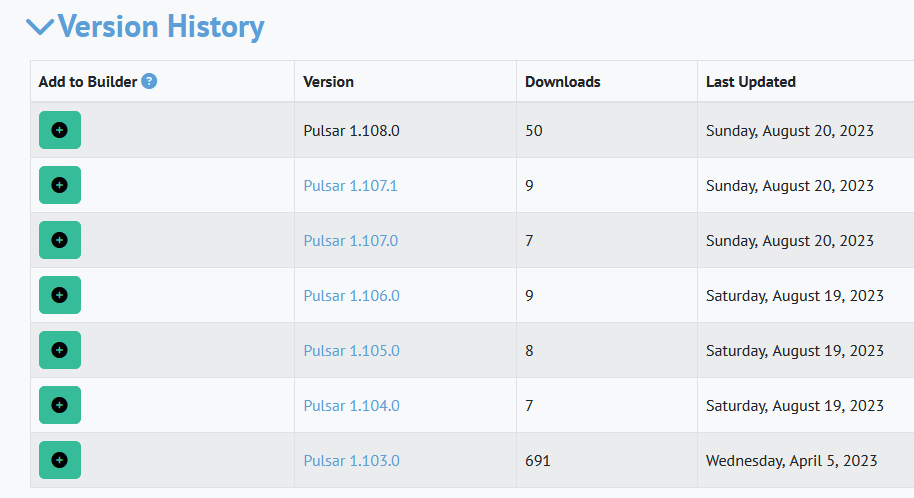 Version History
Add to Builder ? Version Downloads Last Updated
Pulsar 1.108.0 50 Sunday, August 20, 2023
Pulsar 1.107.1 9 Sunday, August 20, 2023
Pulsar 1.107.0 7 Sunday, August 20, 2023
Pulsar 1.106.0 9 Saturday, August 19, 2023
Pulsar 1.105.0 8 Saturday, August 19, 2023
Pulsar 1.104.0 7 Saturday, August 19, 2023
Pulsar 1.103.0 691 Wednesday, April 5, 2023